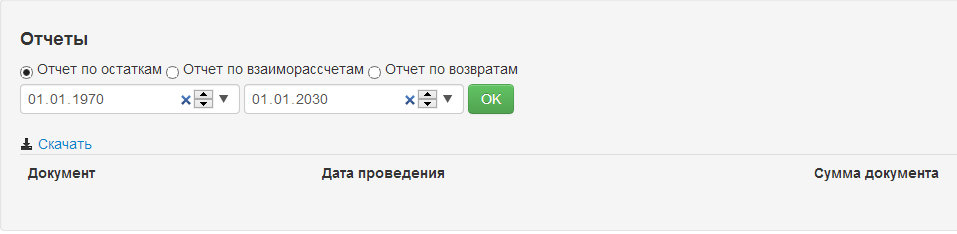 Отчеты
Отчет по остаткам Отчет по взаиморассчетам Отчет по возвратам
01.01.1970 01.01.2030 OK
Скачать
Документ Дата проведения Сумма документа